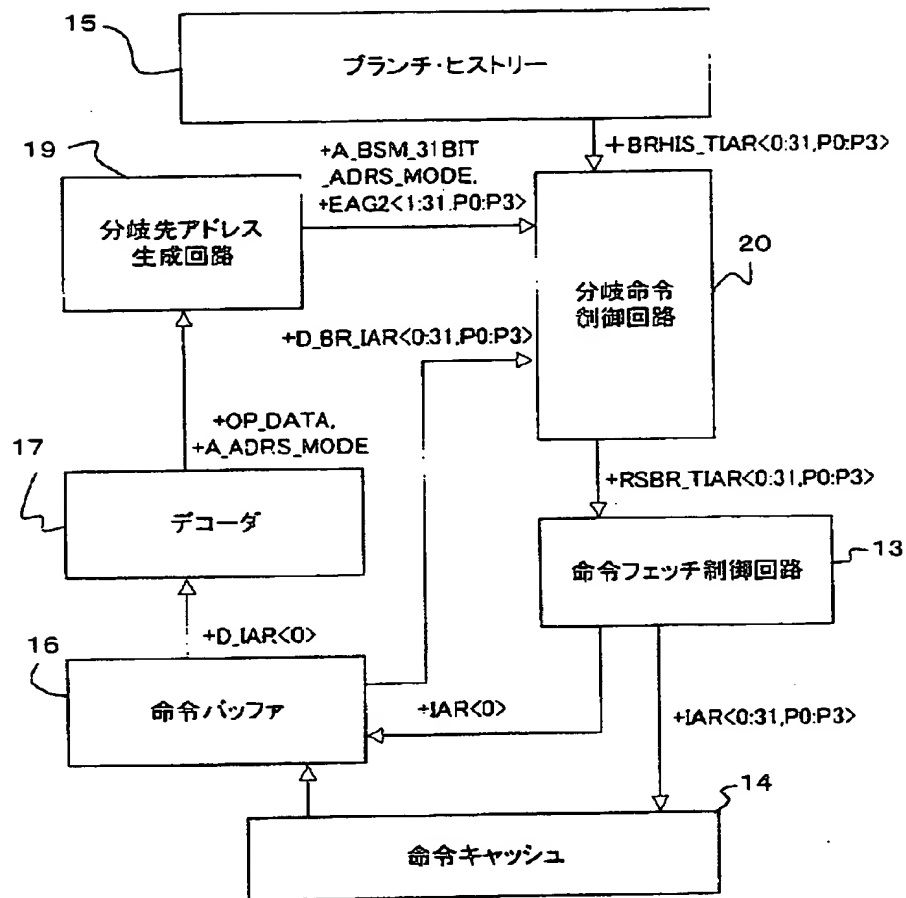 15
ブランチ・ヒストリー
19
+A_BSM_31BIT
_ADRS_MODE,
+EAG2<1:31,P0:P3>
+BRHIS_TIAR<0:31,P0:P3>
分岐先アドレス
生成回路
20
分岐命令
制御回路
+D_BR_IAR<0:31,P0:P3>
+OP_DATA,
+A_ADRS_MODE
17
+RSBR_TIAR<0:31,P0:P3>
デコーダ
13
命令フェッチ制御回路
+D_IAR<0>
16
命令バッファ
+IAR<0>
+IAR<0:31,P0:P3>
14
命令キャッシュ